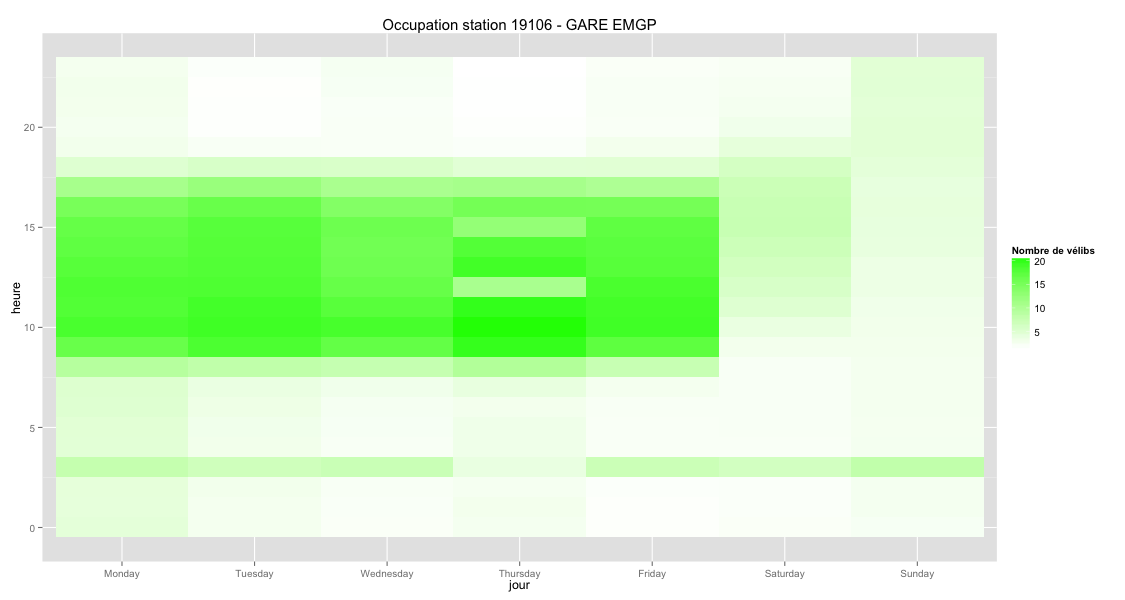 Occupation station 19106 - GARE EMGP
heure
20
15
10
5
0
Monday Tuesday Wednesday Thursday Friday Saturday Sunday
jour
Nombre de vélibs
20
15
10
5